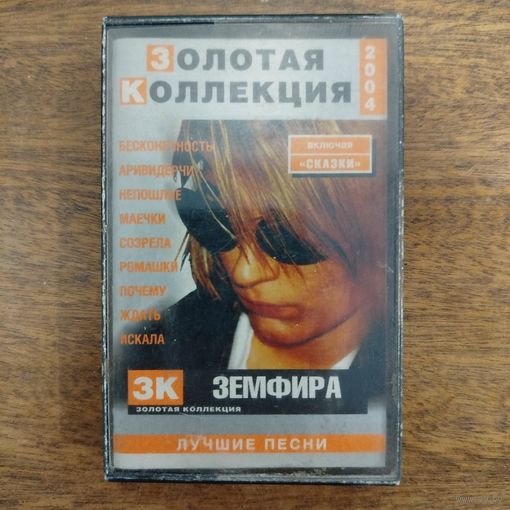 ЗОЛОТАЯ
КОЛЛЕКЦИЯ
2004
включая
«СКАЗКИ»
БЕСКОНЕЧНОСТЬ
АРИВИДЕРЧИ
НЕПОШЛОЕ
МАЕЧКИ
СОЗРЕЛА
РОМАШКИ
ПОЧЕМУ
ЖДАТЬ
ИСКАЛА
ЗК
ЗЕМФИРА
ЗОЛОТАЯ КОЛЛЕКЦИЯ
ЛУЧШИЕ ПЕСНИ